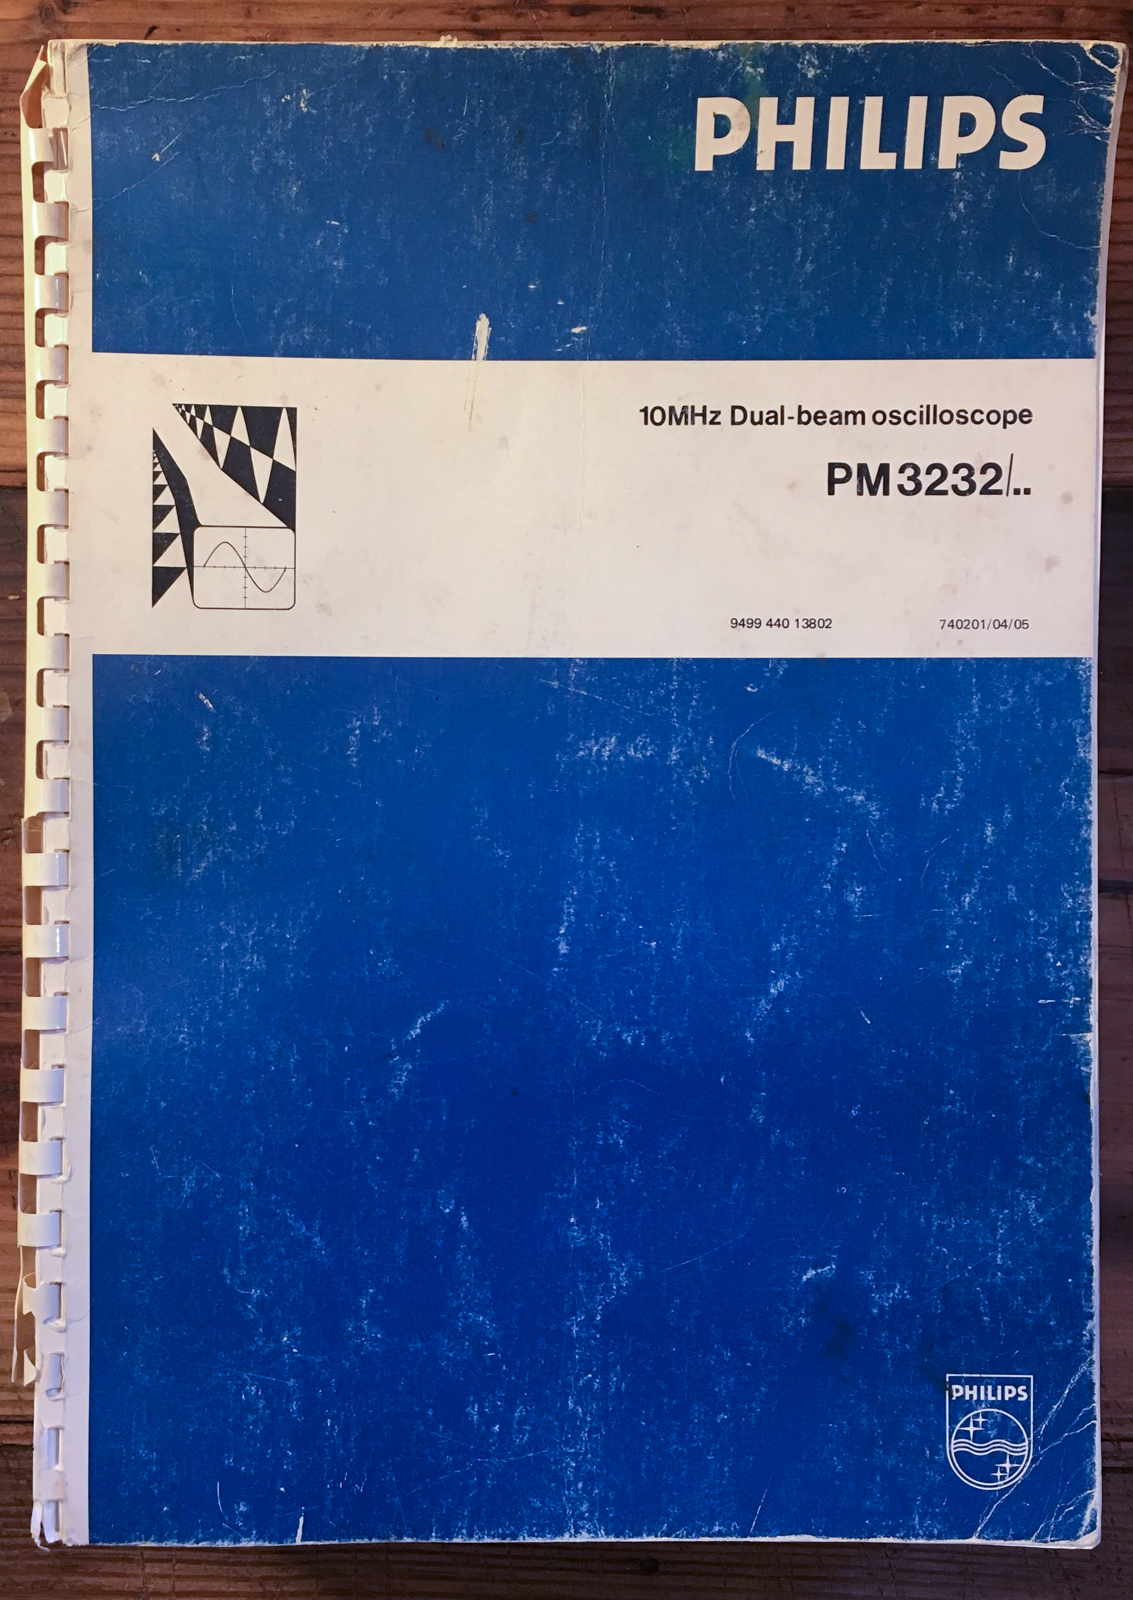 PHILIPS
10MHz Dual-beam oscilloscope
PM3232/..
9499 440 13802 740201/04/05
PHILIPS